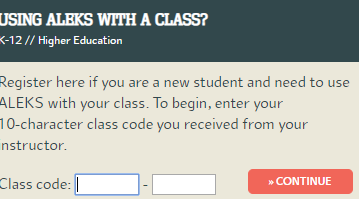 USING ALEKS WITH A CLASS?
K-12 // Higher Education
Register here if you are a new student and need to use
ALEKS with your class. To begin, enter your
10-character class code you received from your
instructor.
Class code: - » CONTINUE